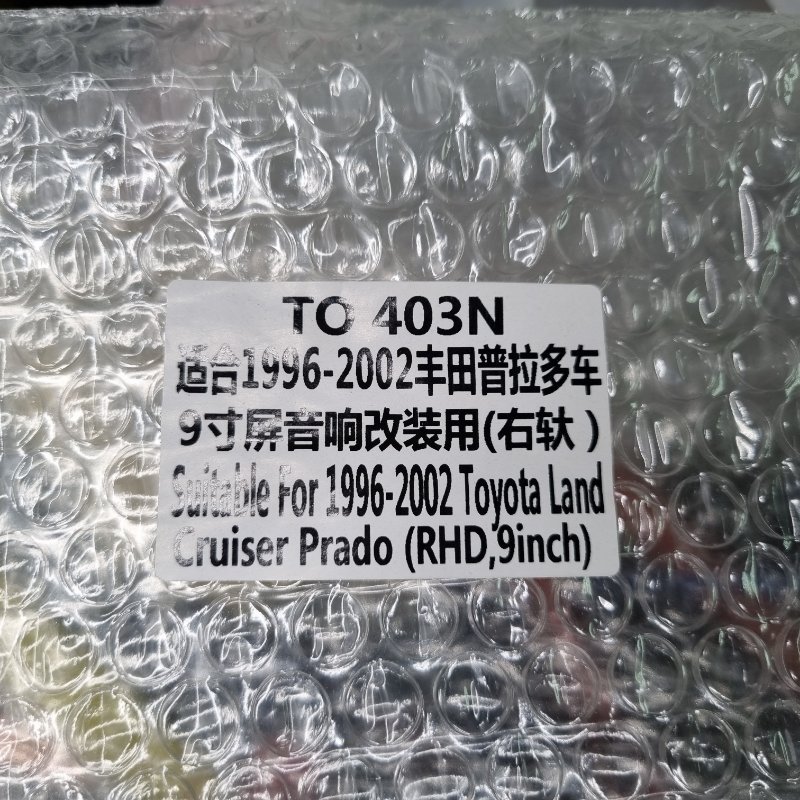 TO 403N
适合1996-2002丰田普拉多车
9寸屏音响改装用(右轪)
Suitable For 1996-2002 Toyota Land
Cruiser Prado (RHD,9inch)